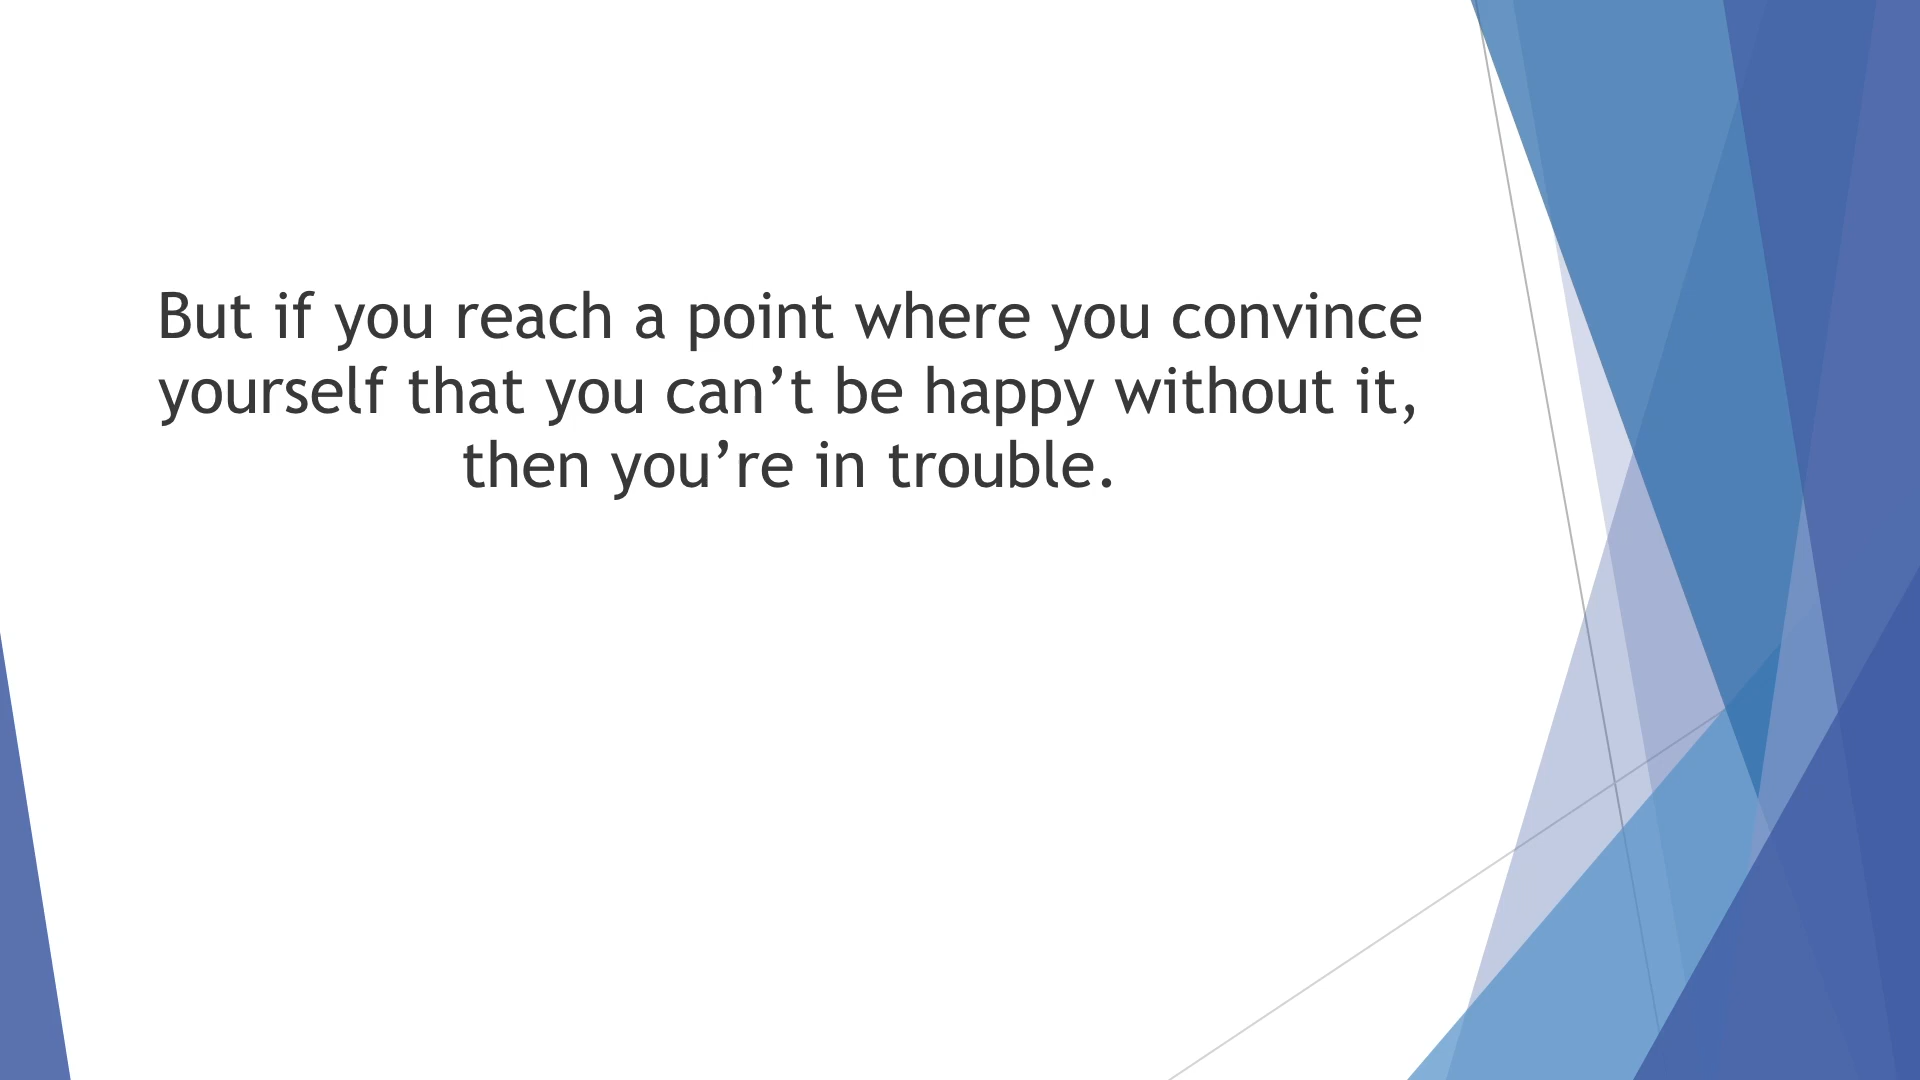 But if you reach a point where you convince
yourself that you can’t be happy without it,
then you’re in trouble.